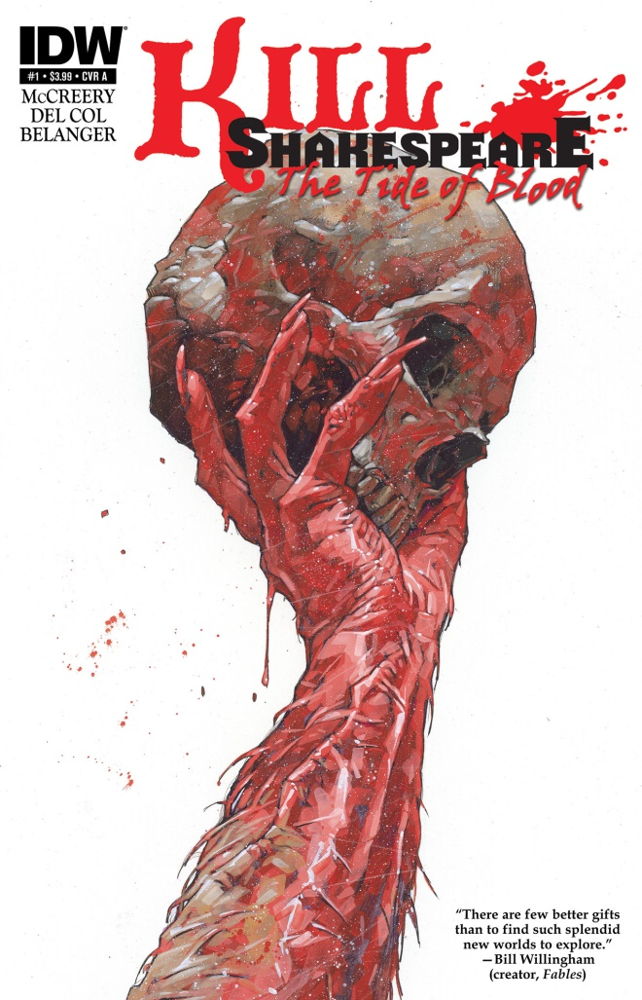 IDW
#1 • $3.99 • CVR A
McCREERY
DEL COL
BELANGER
KILL
SHAKESPEARE
The Tide of Blood
“There are few better gifts
than to find such splendid
new worlds to explore.”
—Bill Willingham
(creator, Fables)